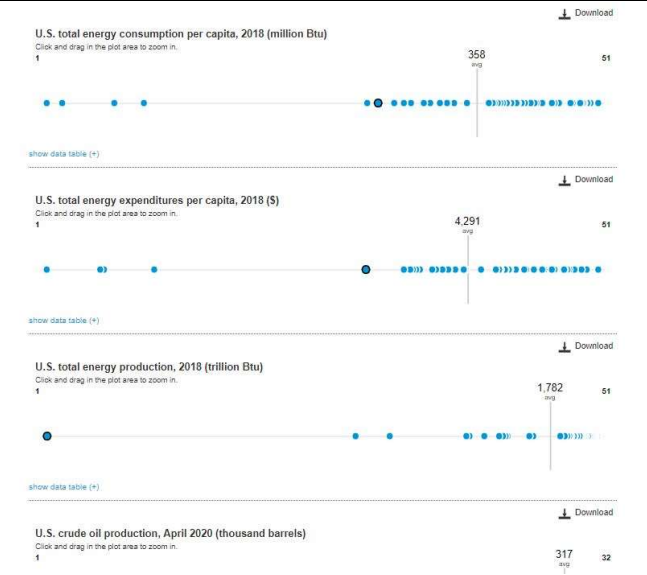 Download
U.S. total energy consumption per capita, 2018 (million Btu)
Click and drag in the plot area to zoom in.
1
358
avg
51
show data table (+)
Download
U.S. total energy expenditures per capita, 2018 ($)
Click and drag in the plot area to zoom in.
1
4,291
avg
51
show data table (+)
Download
U.S. total energy production, 2018 (trillion Btu)
Click and drag in the plot area to zoom in.
1
1,782
avg
51
show data table (+)
Download
U.S. crude oil production, April 2020 (thousand barrels)
Click and drag in the plot area to zoom in.
1
317
avg
32